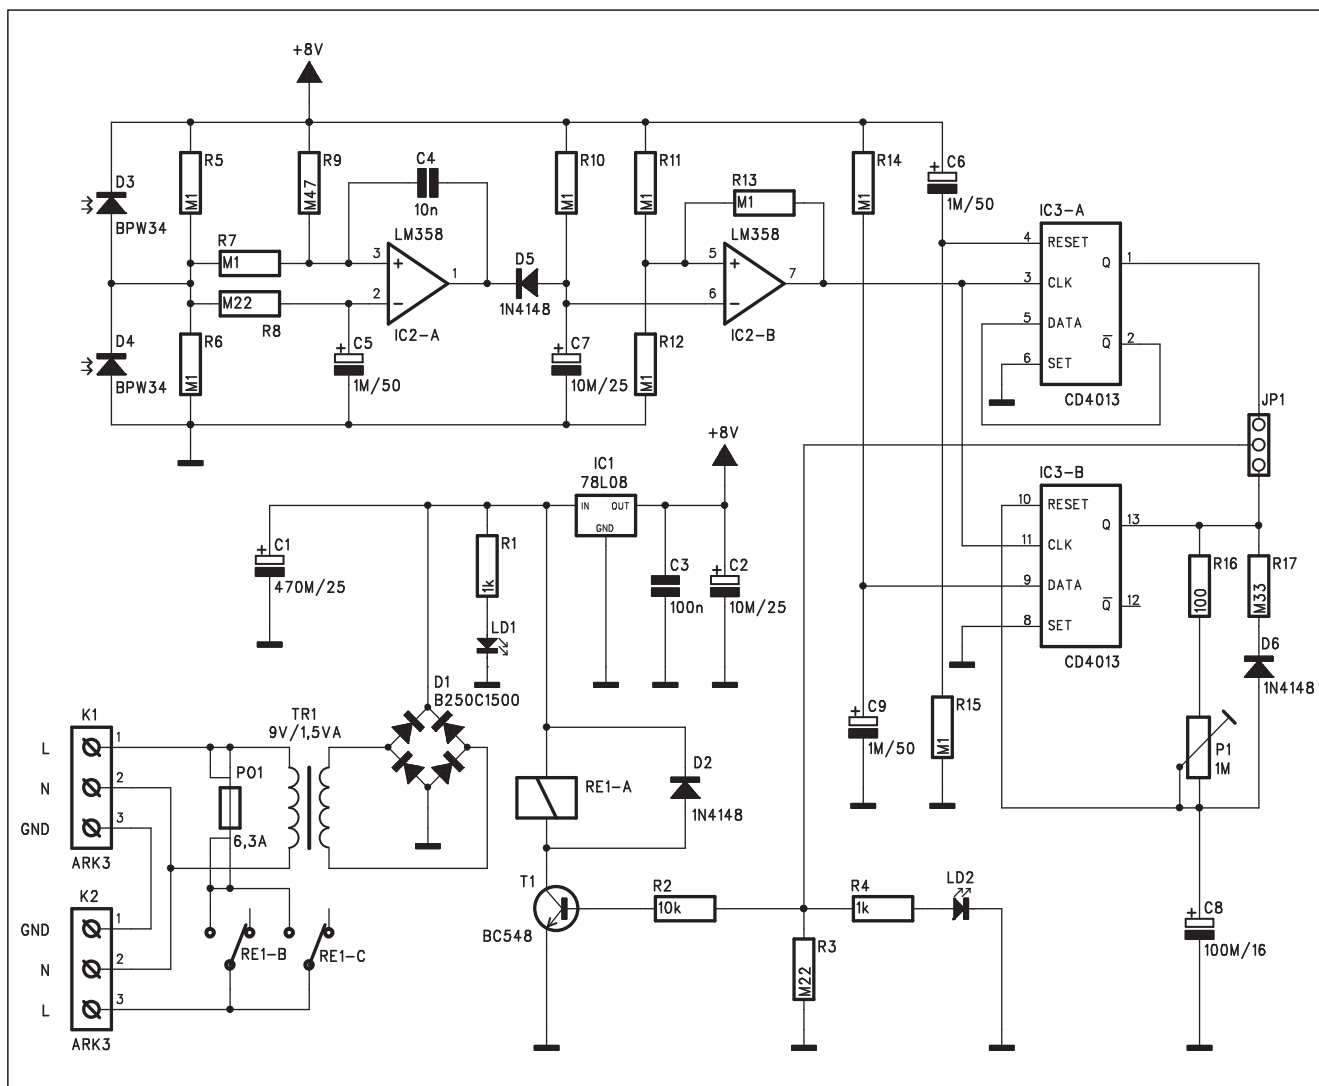 +8V
D3
BPW34
R5
M1
R9
M47
C4
10n
R10
M1
R11
M1
R13
M1
R14
M1
C6
+
1M/50
IC3-A
4
RESET
Q
1
3
CLK
5
DATA
Q
2
6
SET
CD4013
R7
M1
LM358
3
+
1
2
−
IC2-A
M22
R8
D5
1N4148
LM358
5
+
7
6
−
IC2-B
D4
BPW34
R6
M1
C5
+
1M/50
C7
+
10M/25
R12
M1
JP1
+8V
IC1
78L08
IN
OUT
GND
C1
+
470M/25
R1
1k
LD1
C3
100n
C2
+
10M/25
IC3-B
10
RESET
Q
13
11
CLK
9
DATA
Q
12
8
SET
CD4013
R16
100
R17
M33
D6
1N4148
D1
B250C1500
K1
L
1
N
2
GND
3
ARK3
PO1
6,3A
TR1
9V/1,5VA
RE1-A
D2
1N4148
C9
+
1M/50
R15
M1
P1
1M
K2
GND
1
N
2
L
3
ARK3
RE1-B
RE1-C
T1
BC548
R2
10k
R4
1k
LD2
R3
M22
C8
+
100M/16